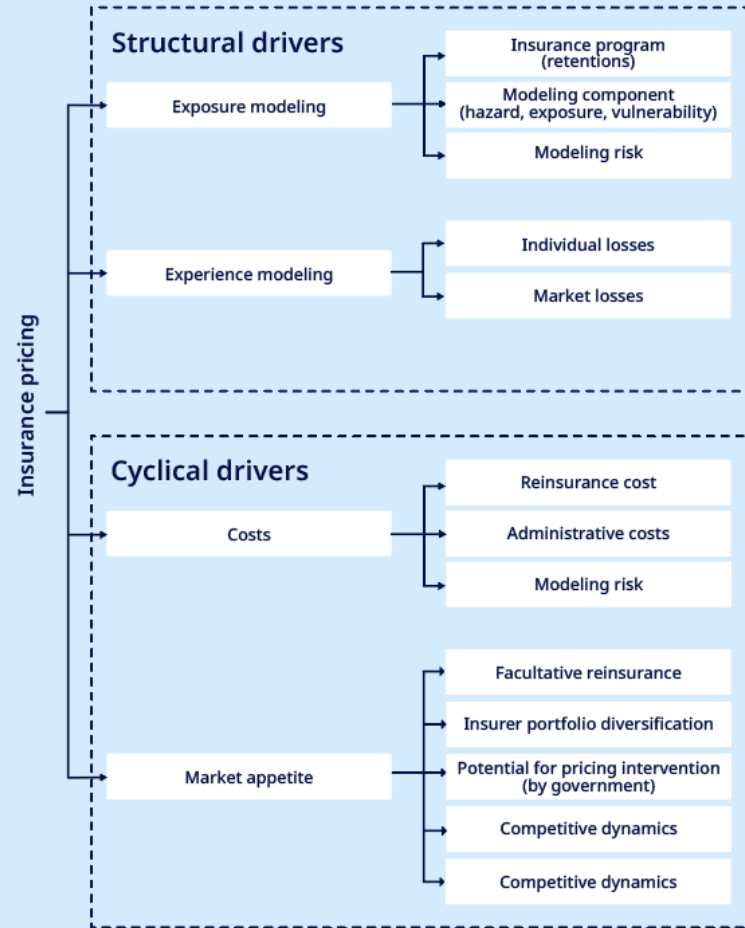 Structural drivers
Exposure modeling
Insurance program
(retentions)
Modeling component
(hazard, exposure, vulnerability)
Modeling risk
Experience modeling
Individual losses
Market losses
Insurance pricing
Cyclical drivers
Costs
Reinsurance cost
Administrative costs
Modeling risk
Market appetite
Facultative reinsurance
Insurer portfolio diversification
Potential for pricing intervention
(by government)
Competitive dynamics
Competitive dynamics